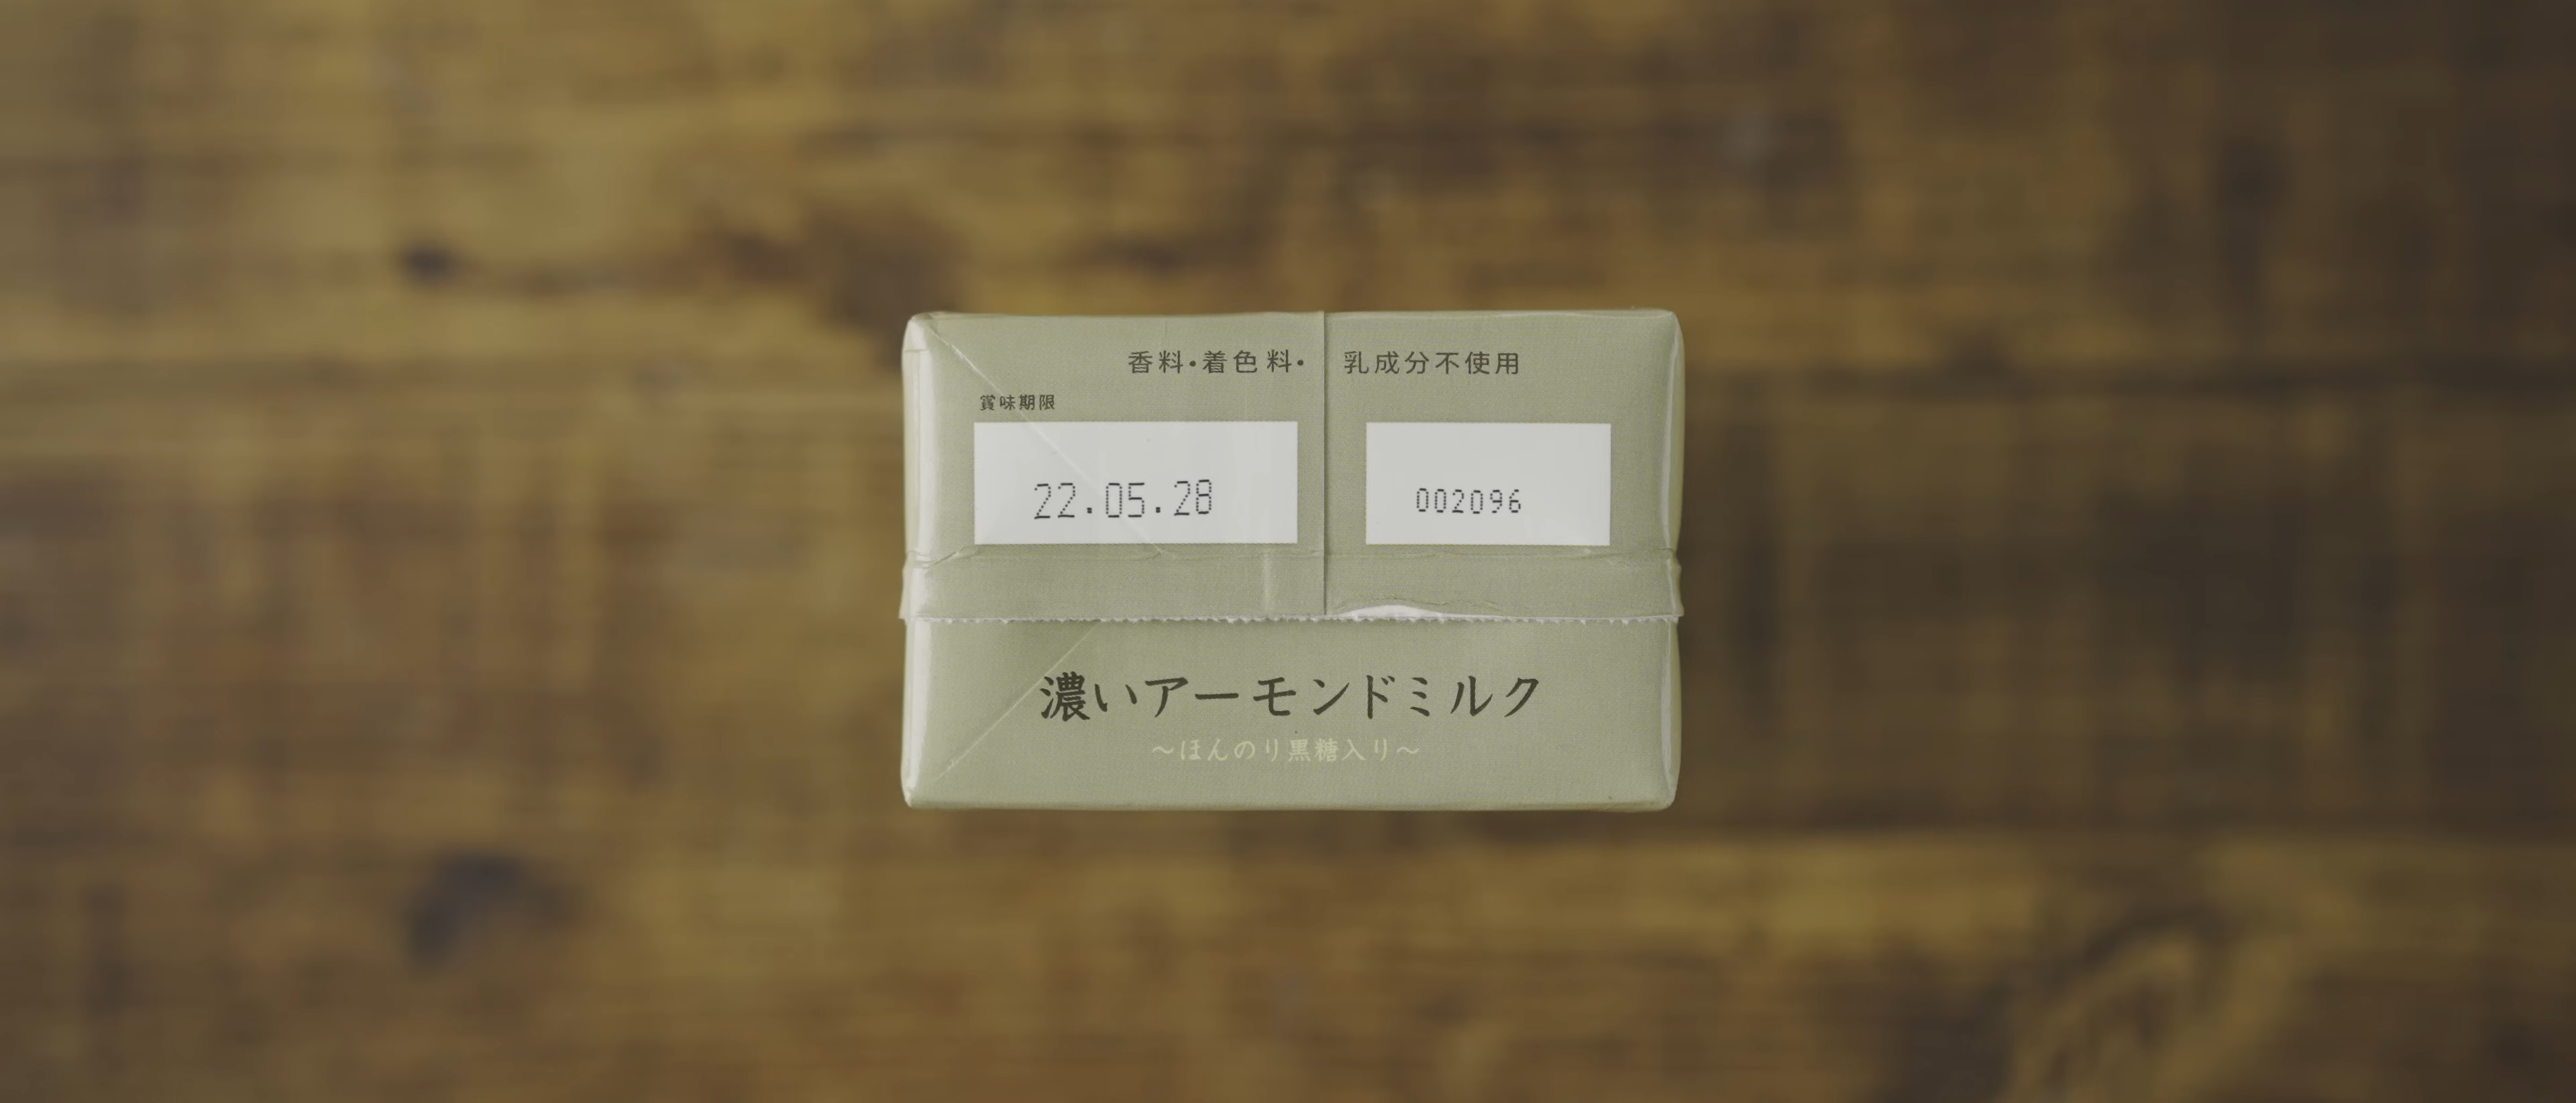 香料・着色料・乳成分不使用
賞味期限
22.05.28
002096
濃いアーモンドミルク
～ほんのり黒糖入り～